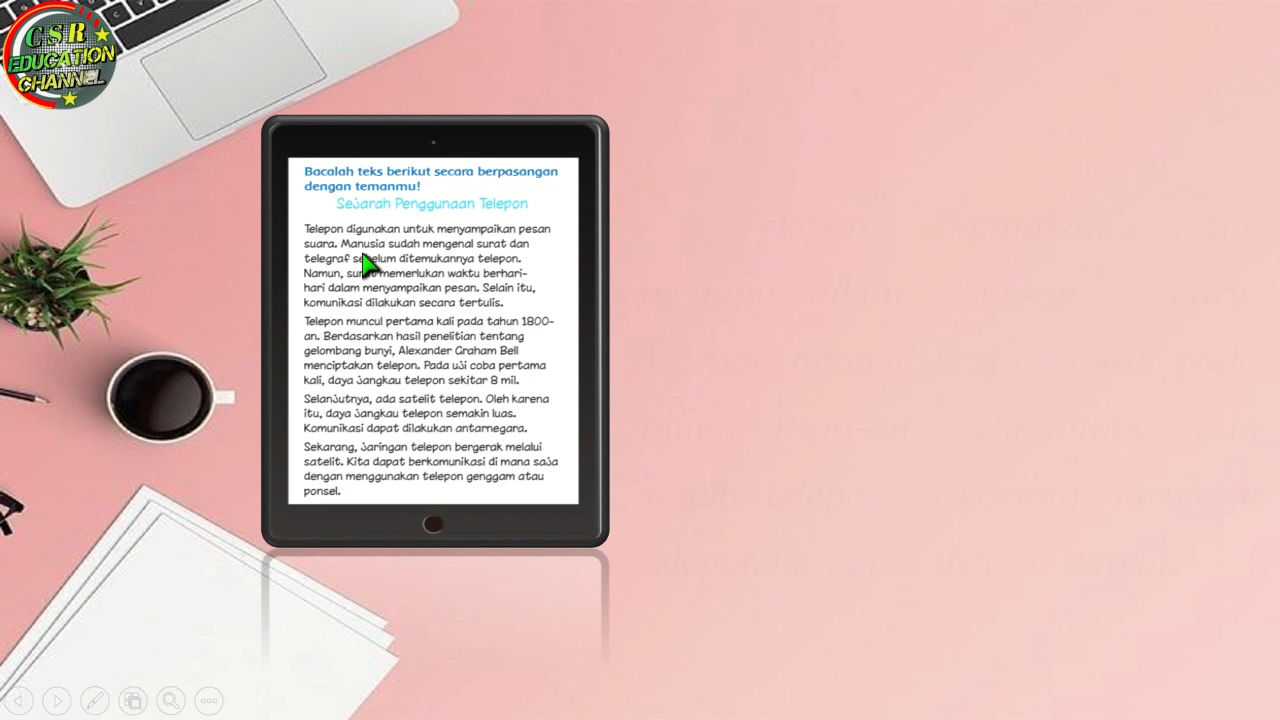 CSR
EDUCATION
CHANNEL
Bacalah teks berikut secara berpasangan
dengan temanmu!
Sejarah Penggunaan Telepon
Telepon digunakan untuk menyampaikan pesan
suara. Manusia sudah mengenal surat dan
telegraf sebelum ditemukannya telepon.
Namun, surat memerlukan waktu berhari-
hari dalam menyampaikan pesan. Selain itu,
komunikasi dilakukan secara tertulis.
Telepon muncul pertama kali pada tahun 1800-
an. Berdasarkan hasil penelitian tentang
gelombang bunyi, Alexander Graham Bell
menciptakan telepon. Pada uji coba pertama
kali, daya jangkau telepon sekitar 8 mil.
Selanjutnya, ada satelit telepon. Oleh karena
itu, daya jangkau telepon semakin luas.
Komunikasi dapat dilakukan antarnegara.
Sekarang, jaringan telepon bergerak melalui
satelit. Kita dapat berkomunikasi di mana saja
dengan menggunakan telepon genggam atau
ponsel.